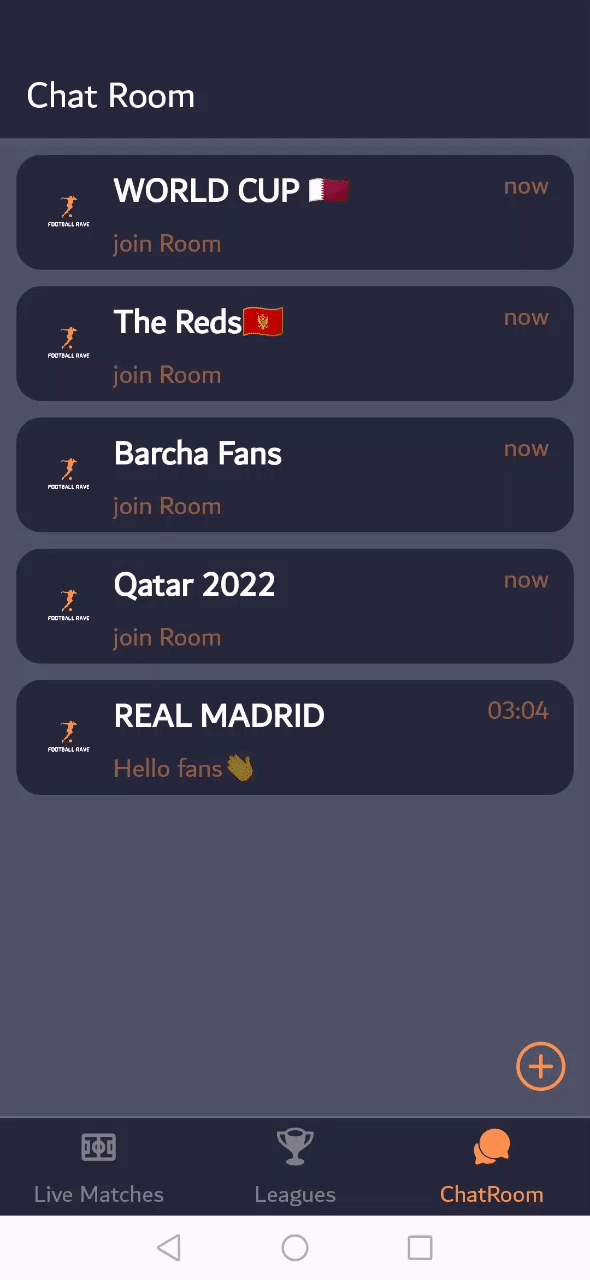 Chat Room
WORLD CUP 🇶🇦
now
FOOTBALL RAVE
join Room
The Reds🇲🇪
now
FOOTBALL RAVE
join Room
Barcha Fans
now
FOOTBALL RAVE
join Room
Qatar 2022
now
FOOTBALL RAVE
join Room
REAL MADRID
03:04
FOOTBALL RAVE
Hello fans👋
Live Matches
Leagues
ChatRoom